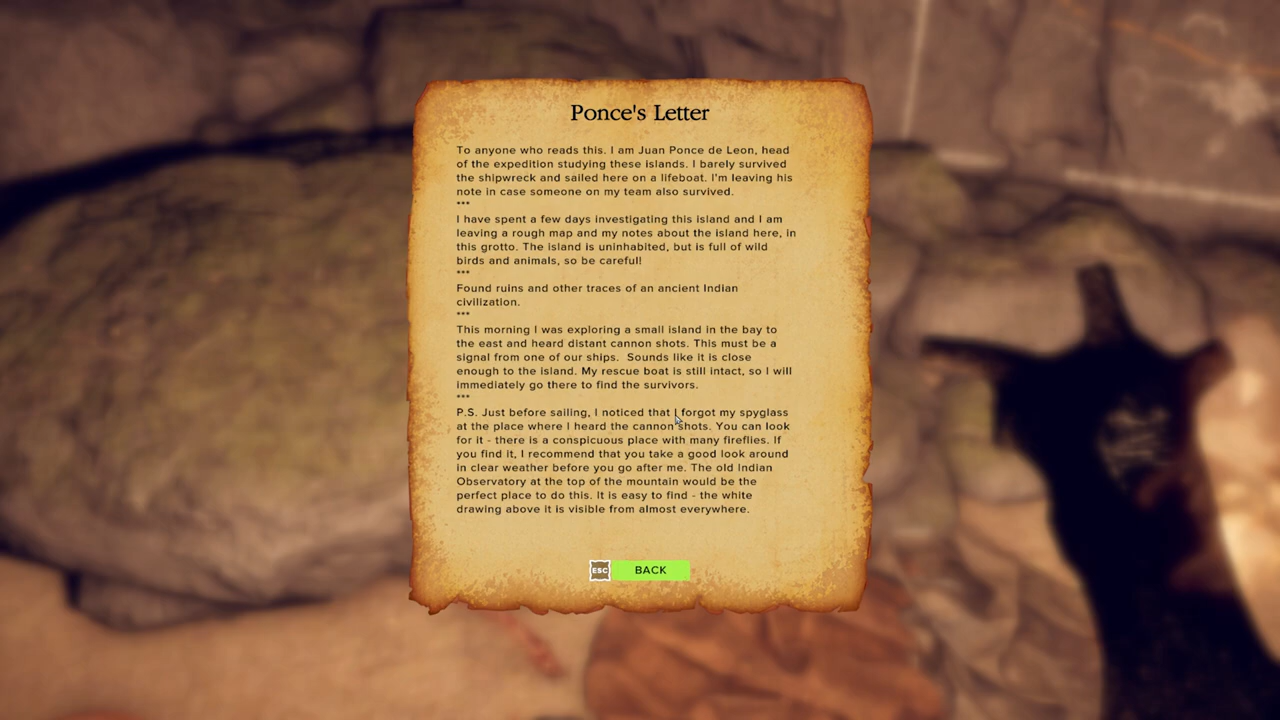 Ponce's Letter
To anyone who reads this. I am Juan Ponce de Leon, head
of the expedition studying these islands. I barely survived
the shipwreck and sailed here on a lifeboat. I'm leaving his
note in case someone on my team also survived.
***
I have spent a few days investigating this island and I am
leaving a rough map and my notes about the island here, in
this grotto. The island is uninhabited, but is full of wild
birds and animals, so be careful!
***
Found ruins and other traces of an ancient Indian
civilization.
***
This morning I was exploring a small island in the bay to
the east and heard distant cannon shots. This must be a
signal from one of our ships.  Sounds like it is close
enough to the island. My rescue boat is still intact, so I will
immediately go there to find the survivors.
***
P.S. Just before sailing, I noticed that I forgot my spyglass
at the place where I heard the cannon shots. You can look
for it - there is a conspicuous place with many fireflies. If
you find it, I recommend that you take a good look around
in clear weather before you go after me. The old Indian
Observatory at the top of the mountain would be the
perfect place to do this. It is easy to find - the white
drawing above it is visible from almost everywhere.
ESC BACK